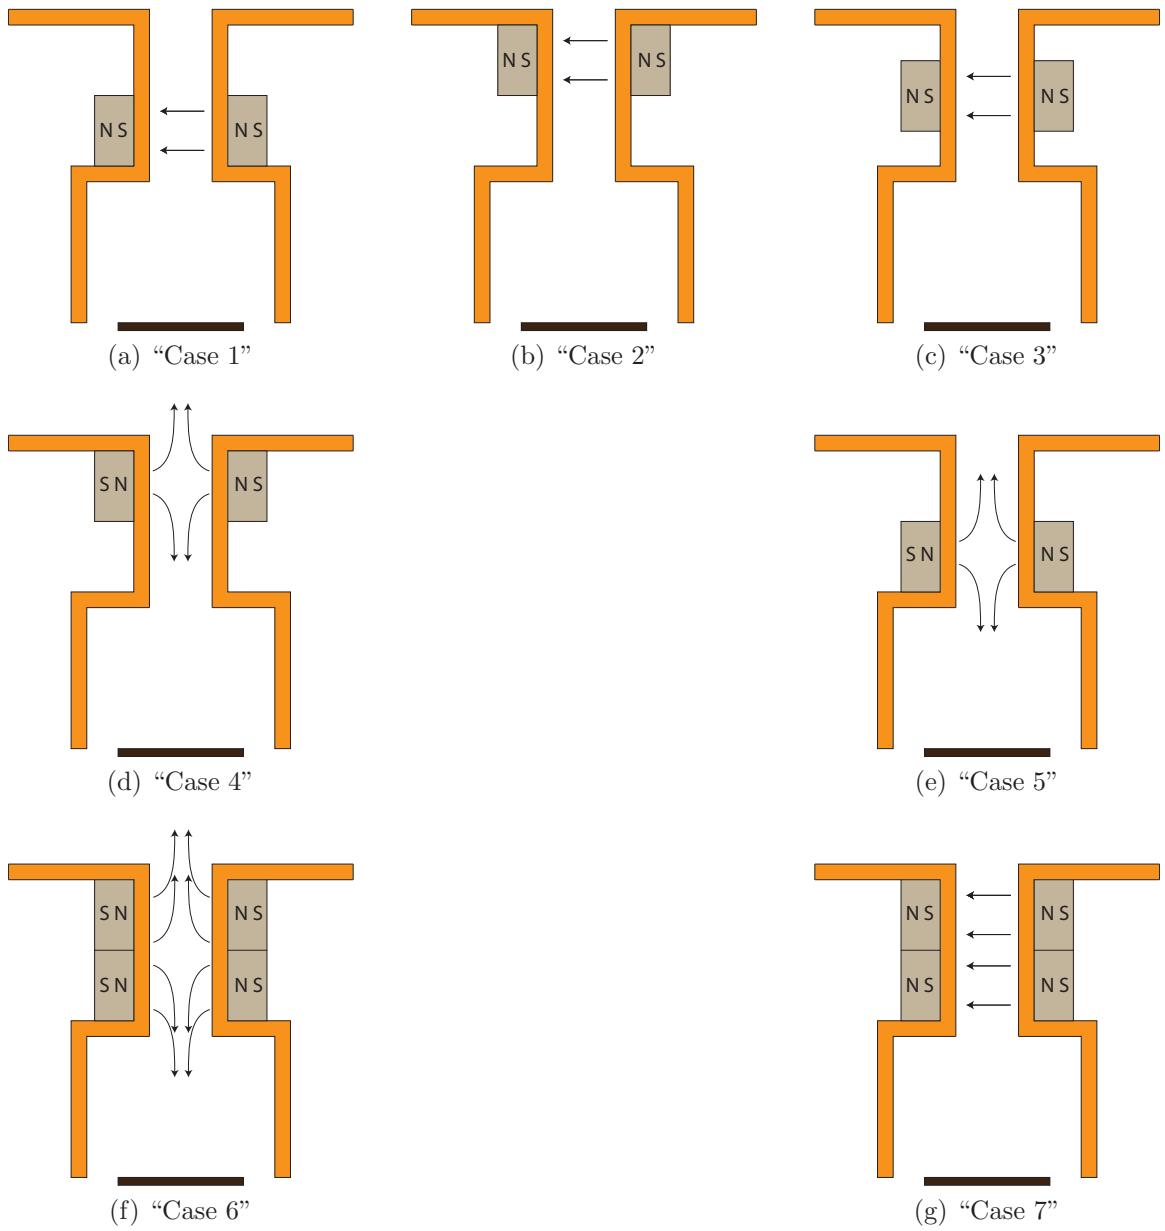 N S N S
N S N S
N S N S
(a) “Case 1”
(b) “Case 2”
(c) “Case 3”
S N N S
S N N S
(d) “Case 4”
(e) “Case 5”
S N N S
N S N S
S N N S
N S N S
(f) “Case 6”
(g) “Case 7”